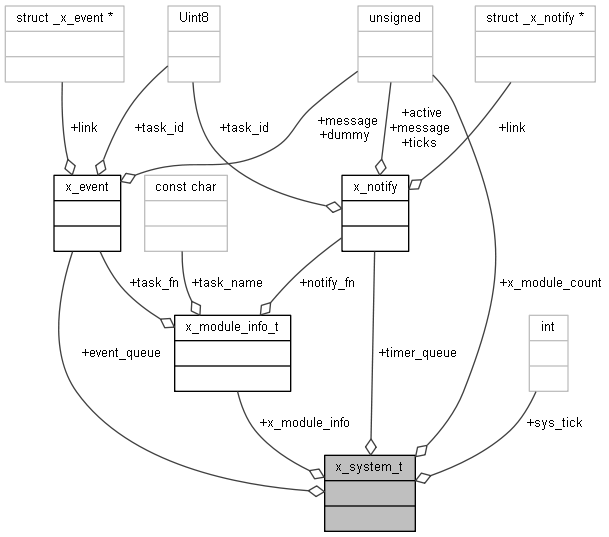 struct _x_event *
Uint8
unsigned
struct _x_notify *
+link
+task_id
+task_id
+message
+dummy
+active
+message
+ticks
+link
x_event
const char
x_notify
+task_fn
+task_name
+notify_fn
+x_module_count
x_module_info_t
int
+event_queue
+timer_queue
+x_module_info
+sys_tick
x_system_t